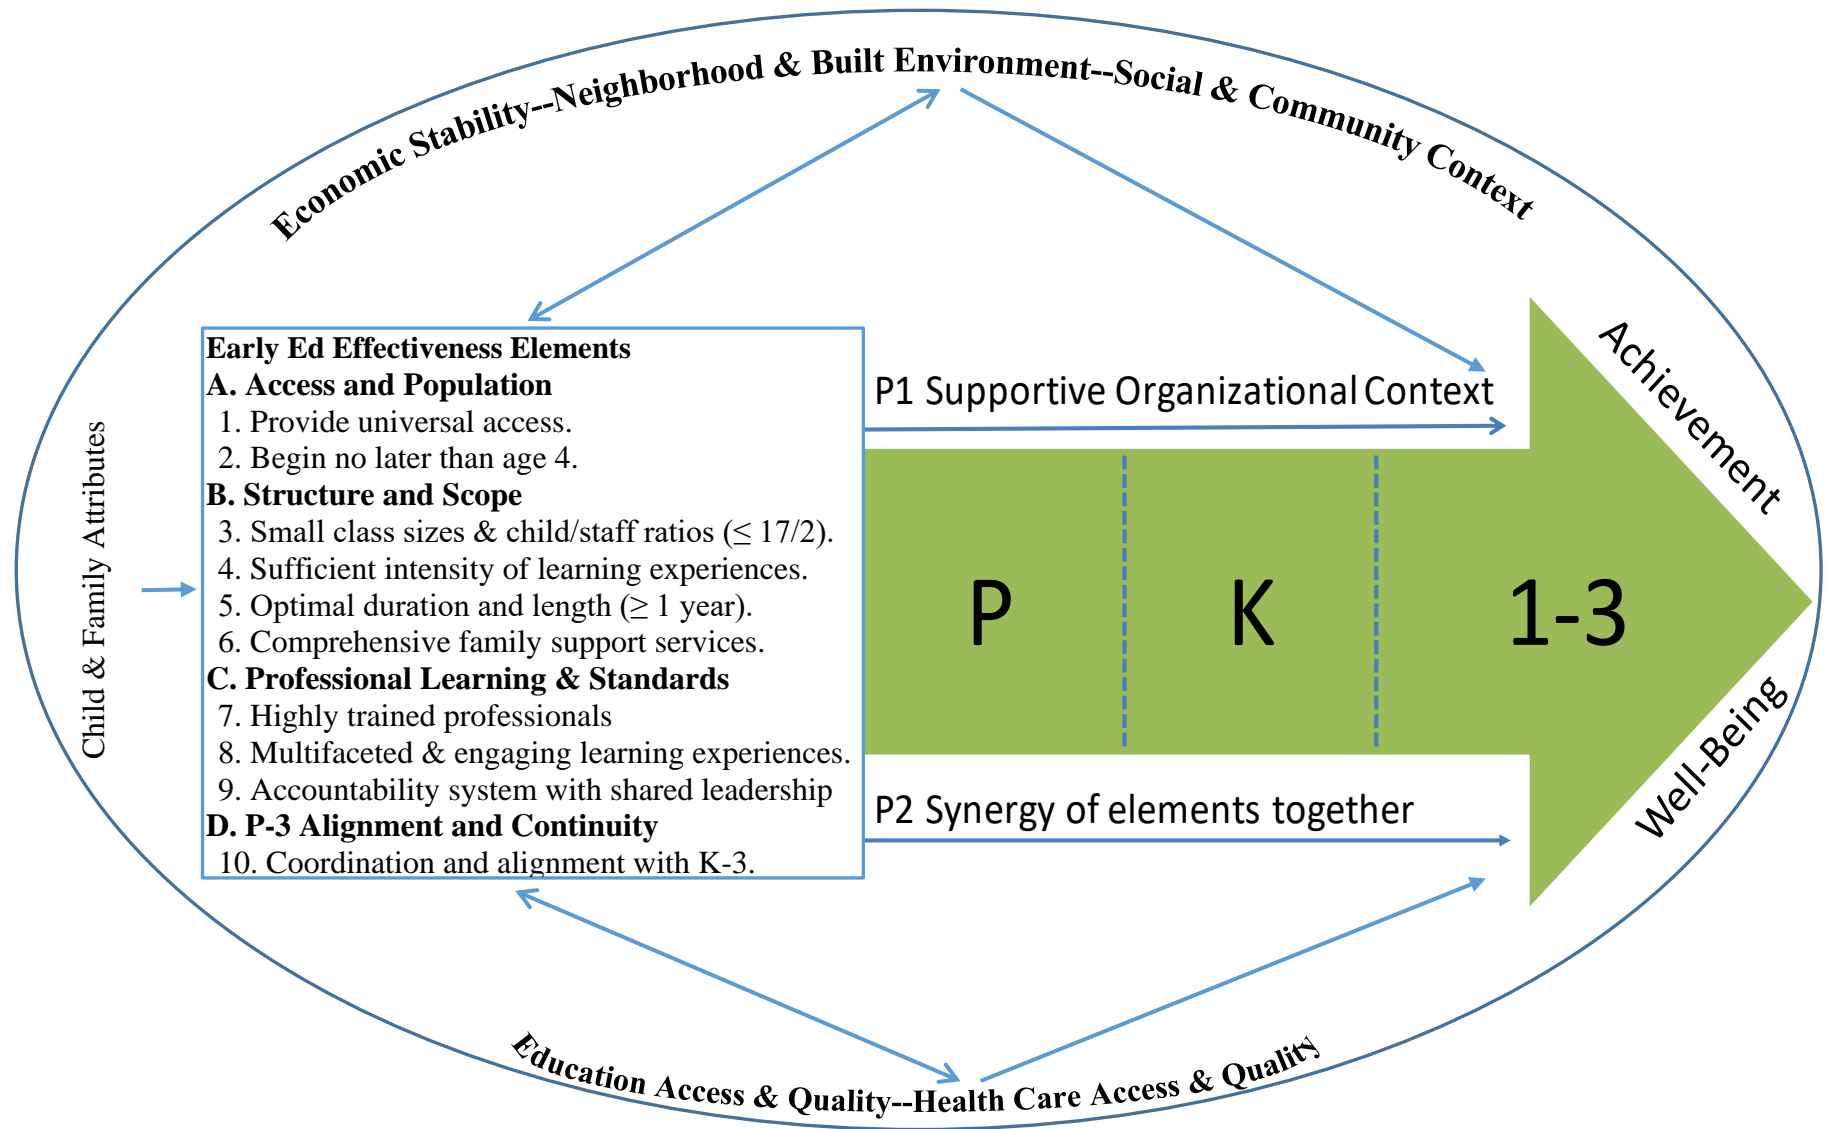 Economic Stability--Neighborhood & Built Environment--Social & Community Context
Child & Family Attributes
Early Ed Effectiveness Elements
A. Access and Population
1. Provide universal access.
2. Begin no later than age 4.
B. Structure and Scope
3. Small class sizes & child/staff ratios (≤ 17/2).
4. Sufficient intensity of learning experiences.
5. Optimal duration and length (≥ 1 year).
6. Comprehensive family support services.
C. Professional Learning & Standards
7. Highly trained professionals
8. Multifaceted & engaging learning experiences.
9. Accountability system with shared leadership
D. P-3 Alignment and Continuity
10. Coordination and alignment with K-3.
P1 Supportive Organizational Context
P
K
1-3
P2 Synergy of elements together
Achievement
Well-Being
Education Access & Quality--Health Care Access & Quality